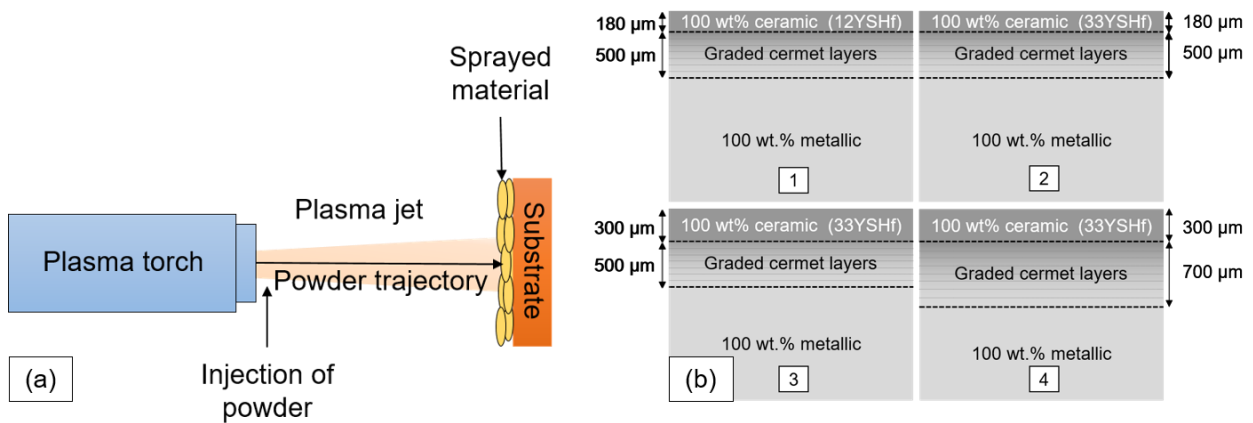 Sprayed
material
Plasma jet
Plasma torch
Powder trajectory
Substrate
Injection of
powder
(a)
180 µm
100 wt% ceramic (12YSHf)
500 µm
Graded cermet layers
100 wt.% metallic
1
100 wt% ceramic (33YSHf)
180 µm
Graded cermet layers
500 µm
100 wt.% metallic
2
300 µm
100 wt% ceramic (33YSHf)
500 µm
Graded cermet layers
100 wt.% metallic
3
100 wt% ceramic (33YSHf)
300 µm
Graded cermet layers
700 µm
100 wt.% metallic
4
(b)